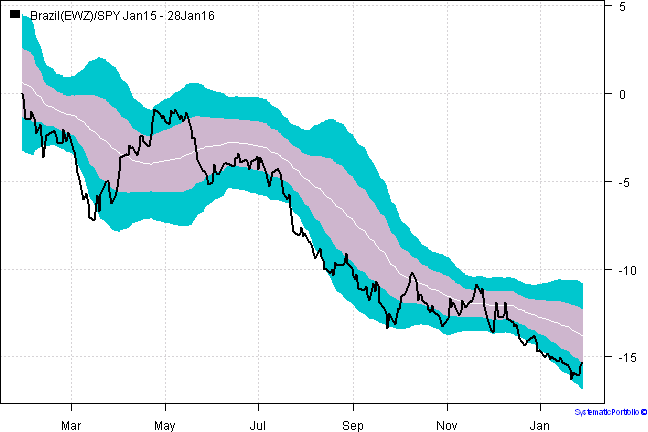 Brazil(EWZ)/SPY Jan15 - 28Jan16
5
0
-5
-10
-15
SystematicPortfolio ©
Mar May Jul Sep Nov Jan